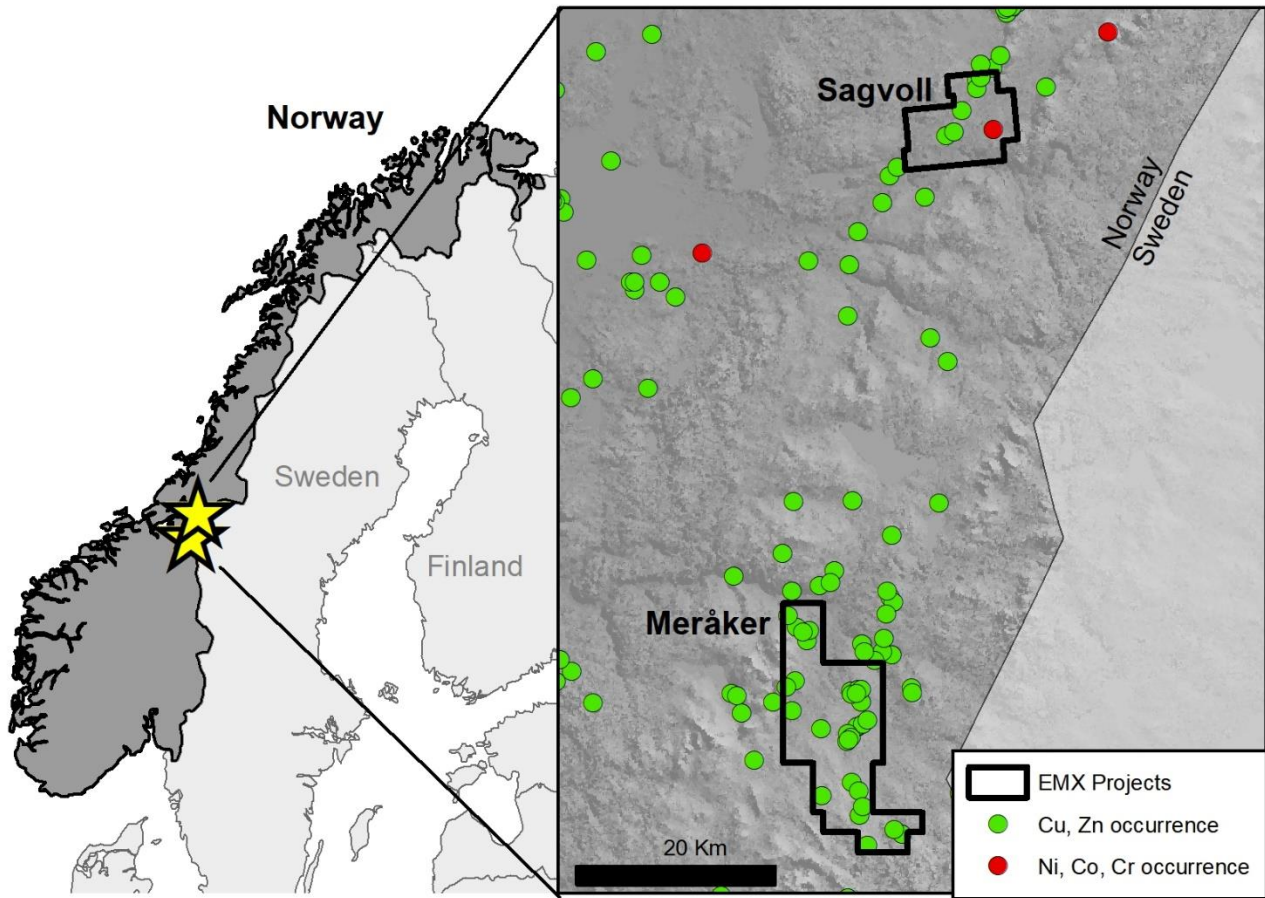 Norway
Sweden
Finland
Sagvoll
Norway
Sweden
Meråker
20 Km
EMX Projects
Cu, Zn occurrence
Ni, Co, Cr occurrence